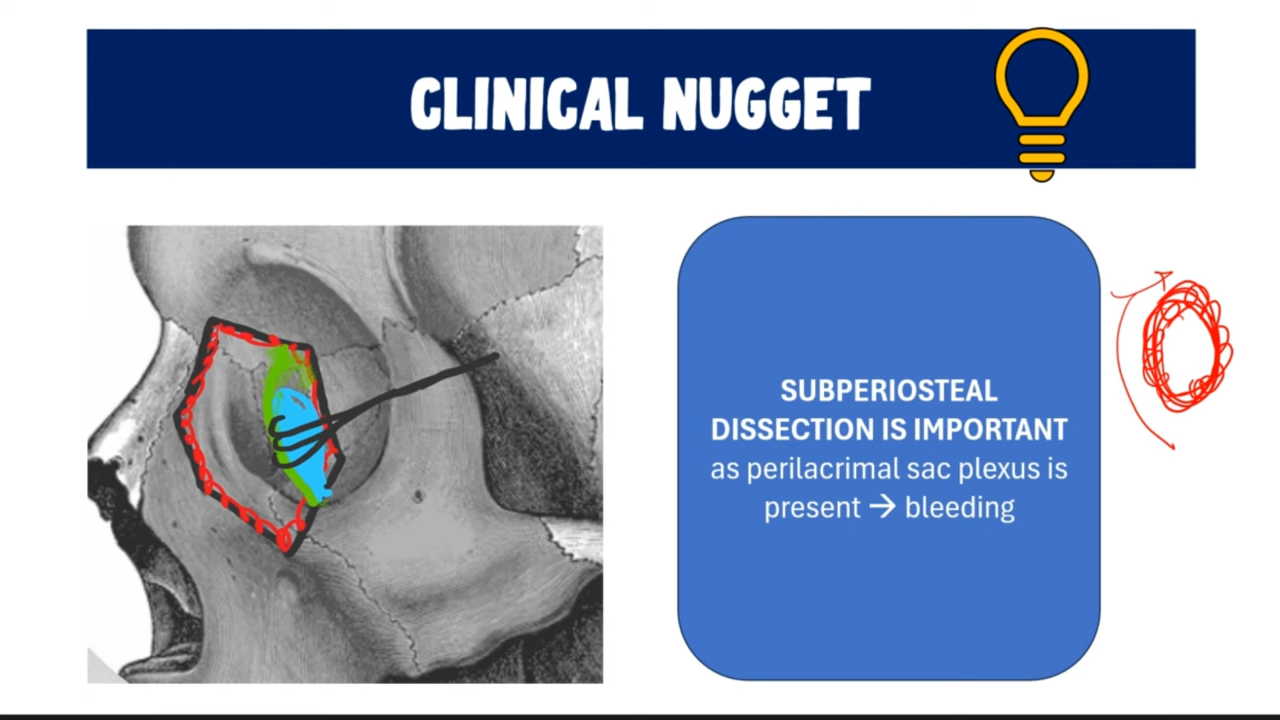 CLINICAL NUGGET
SUBPERIOSTEAL
DISSECTION IS IMPORTANT
as perilacrimal sac plexus is
present → bleeding